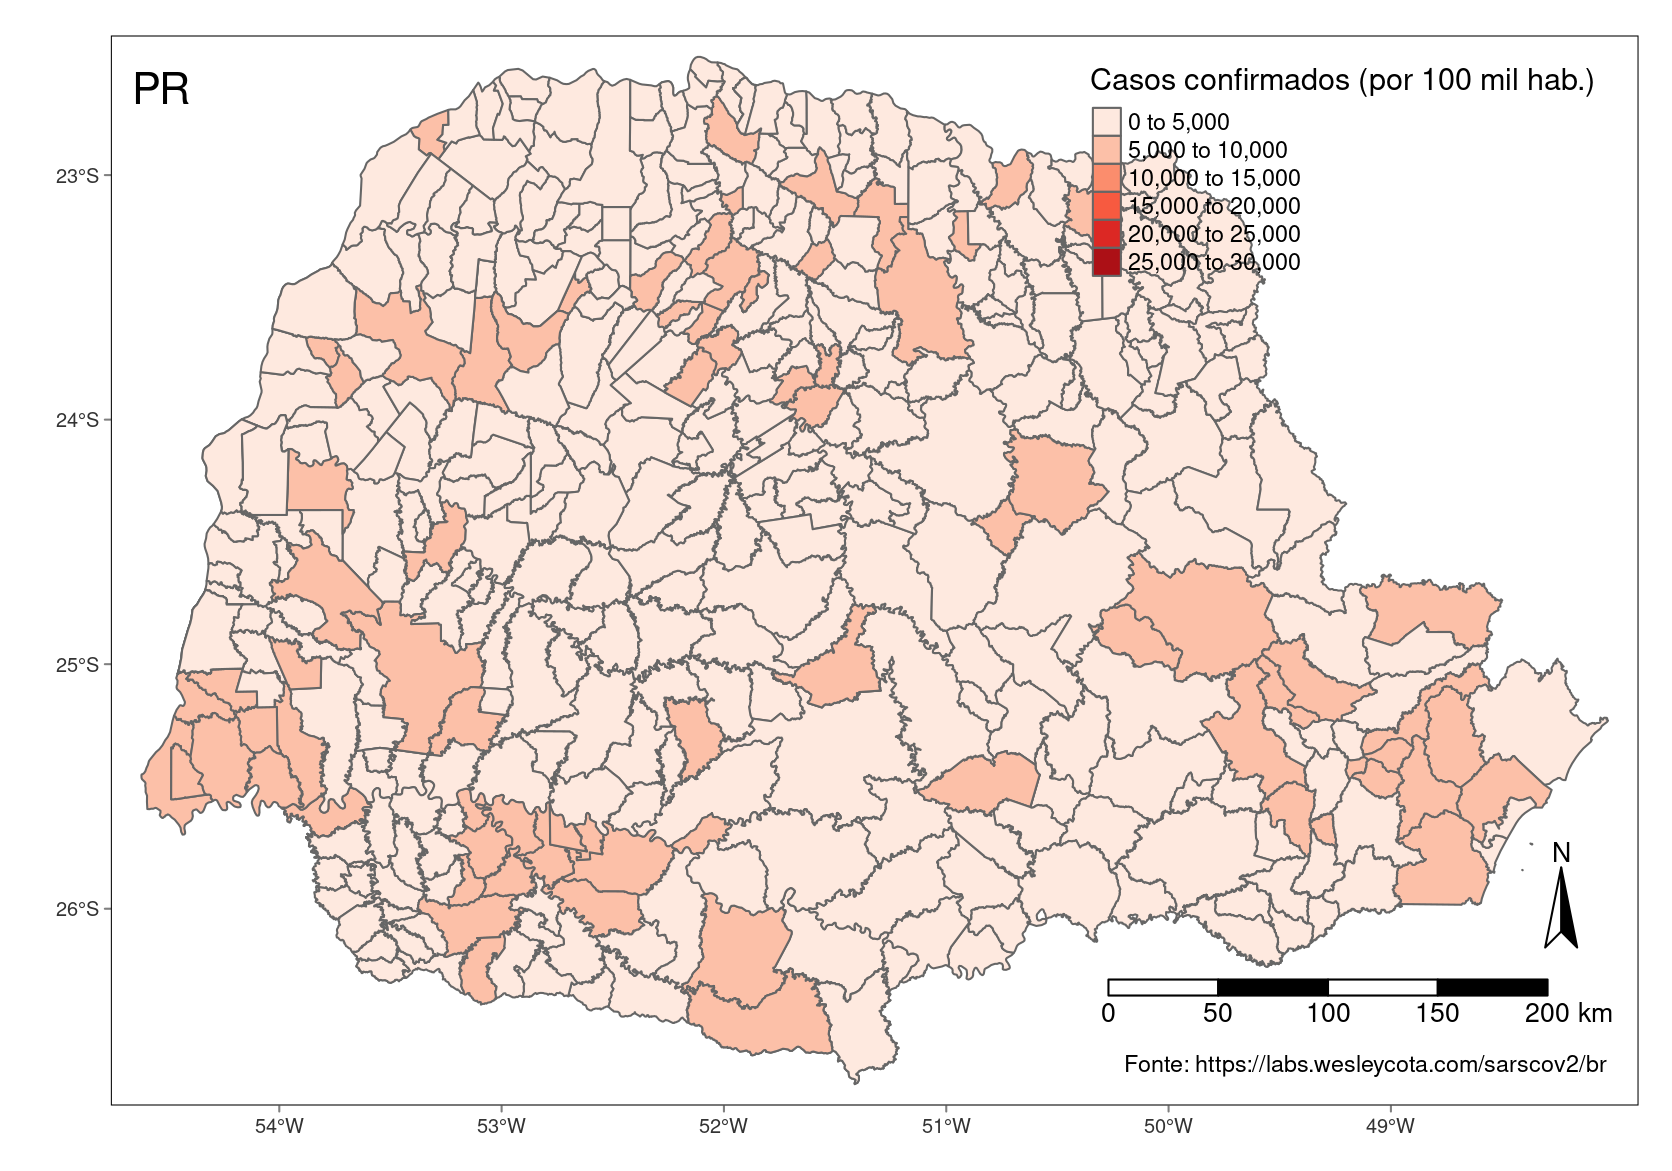 PR
Casos confirmados (por 100 mil hab.)
0 to 5,000
5,000 to 10,000
10,000 to 15,000
15,000 to 20,000
20,000 to 25,000
25,000 to 30,000
23°S
24°S
25°S
26°S
N
0 50 100 150 200 km
Fonte: https://labs.wesleycota.com/sarscov2/br
54°W 53°W 52°W 51°W 50°W 49°W